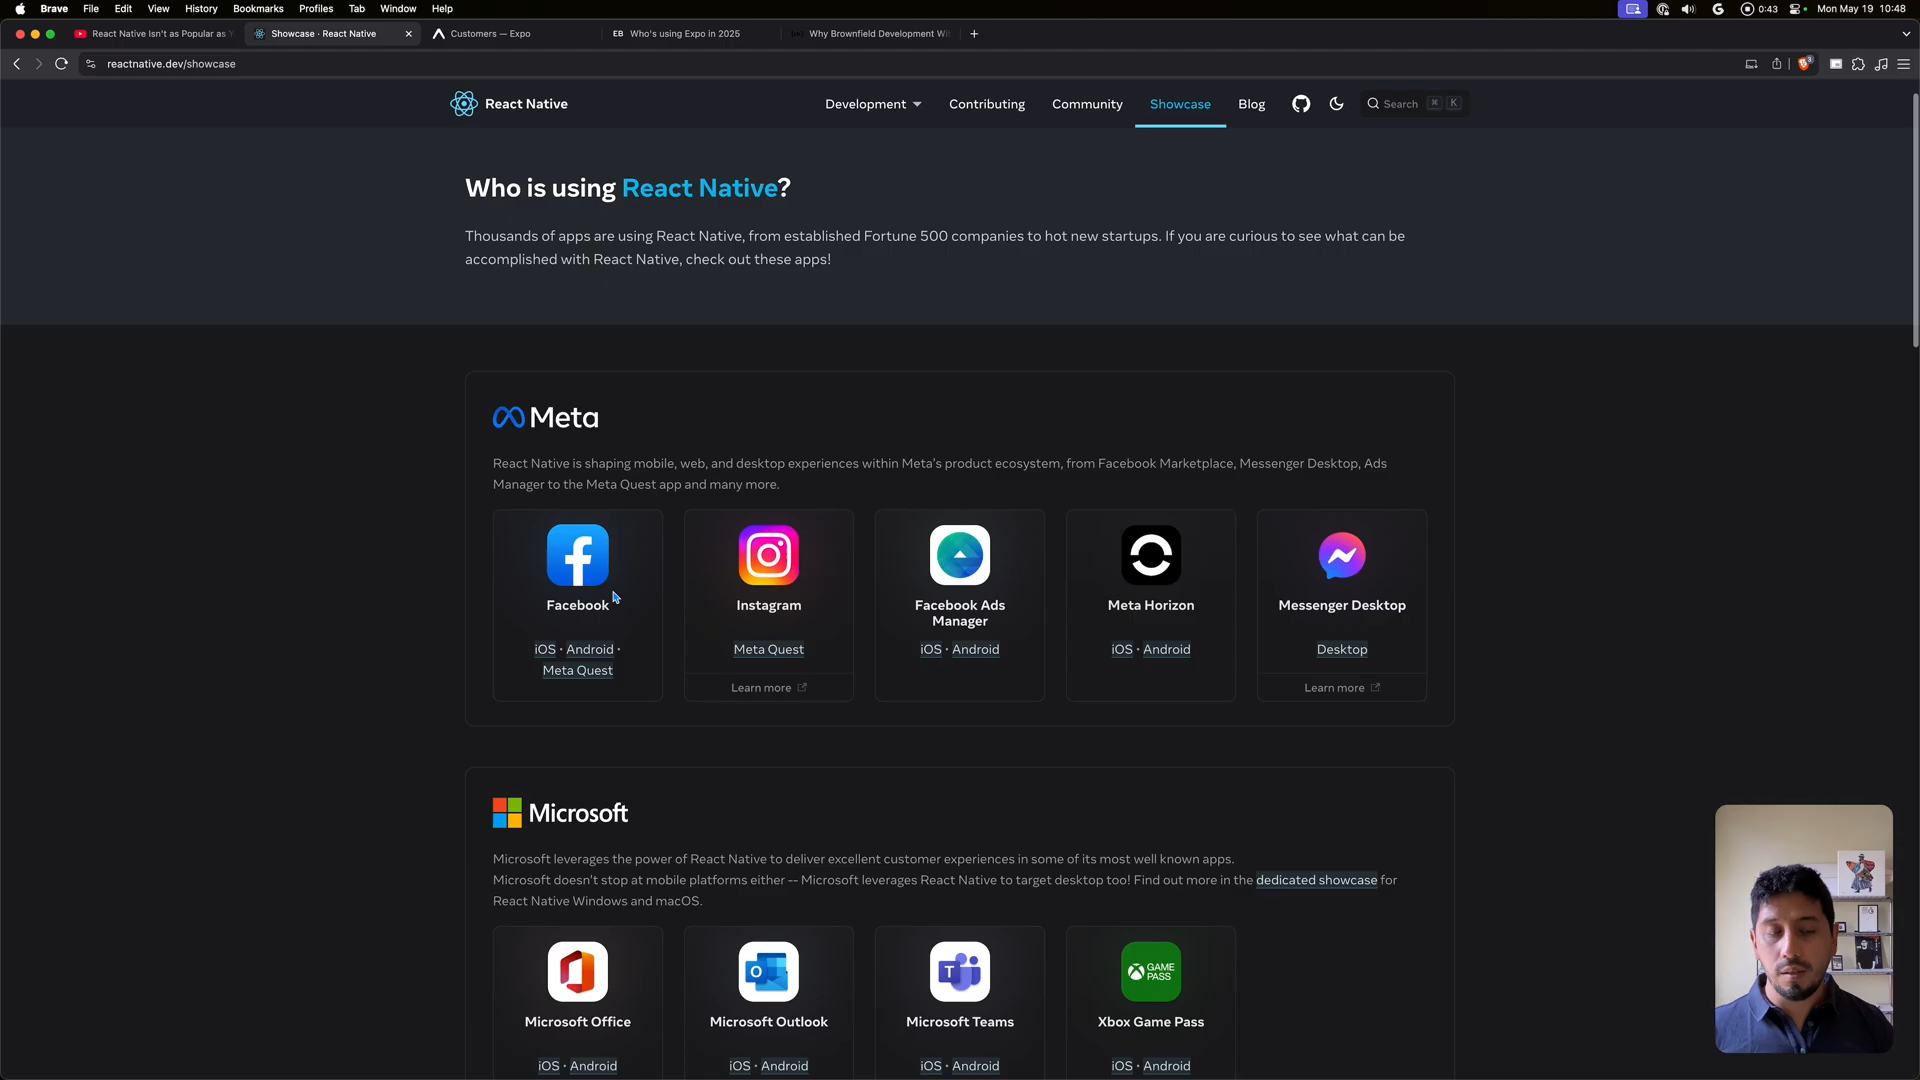 Brave File Edit View History Bookmarks Profiles Tab Window Help
0:43 Mon May 19 10:48
React Native Isn't as Popular as Y
Showcase · React Native
Customers — Expo
EB Who's using Expo in 2025
Why Brownfield Development Wi
reactnative.dev/showcase
3
React Native
Development
Contributing
Community
Showcase
Blog
Search
⌘ K
Who is using React Native?
Thousands of apps are using React Native, from established Fortune 500 companies to hot new startups. If you are curious to see what can be
accomplished with React Native, check out these apps!
Meta
React Native is shaping mobile, web, and desktop experiences within Meta's product ecosystem, from Facebook Marketplace, Messenger Desktop, Ads
Manager to the Meta Quest app and many more.
Facebook
iOS · Android ·
Meta Quest
Instagram
Meta Quest
Learn more
Facebook Ads
Manager
iOS · Android
Meta Horizon
iOS · Android
Messenger Desktop
Desktop
Learn more
Microsoft
Microsoft leverages the power of React Native to deliver excellent customer experiences in some of its most well known apps.
Microsoft doesn't stop at mobile platforms either -- Microsoft leverages React Native to target desktop too! Find out more in the dedicated showcase for
React Native Windows and macOS.
Microsoft Office
iOS · Android
O
Microsoft Outlook
iOS · Android
T
Microsoft Teams
iOS · Android
GAME
PASS
Xbox Game Pass
iOS · Android